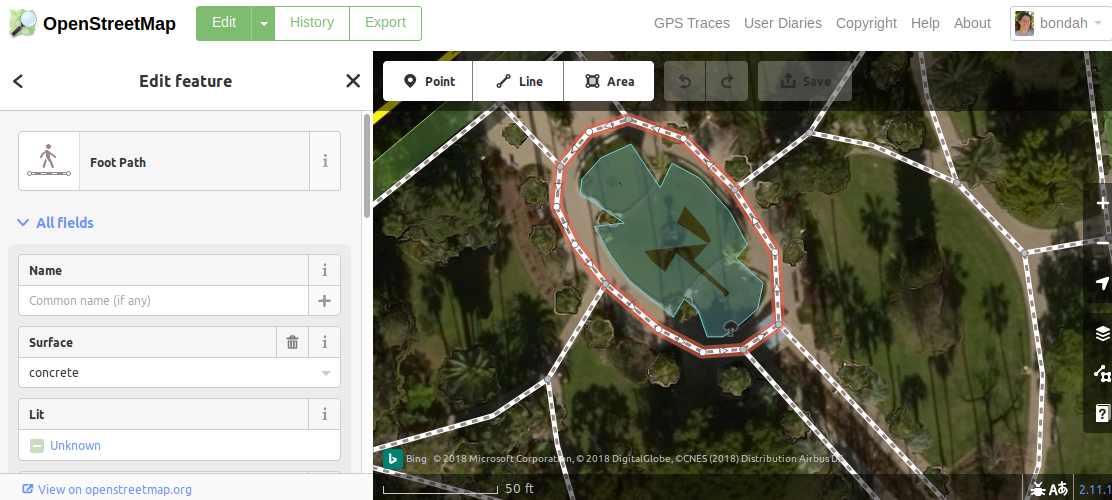 OpenStreetMap
Edit
History
Export
GPS Traces
User Diaries
Copyright
Help
About
bondah
Edit feature
Point
Line
Area
Save
Foot Path
i
All fields
Name
i
Common name (if any)
Surface
i
concrete
Lit
i
Unknown
View on openstreetmap.org
b Bing © 2018 Microsoft Corporation, © 2018 DigitalGlobe, ©CNES (2018) Distribution Airbus D
50 ft
2.11.1